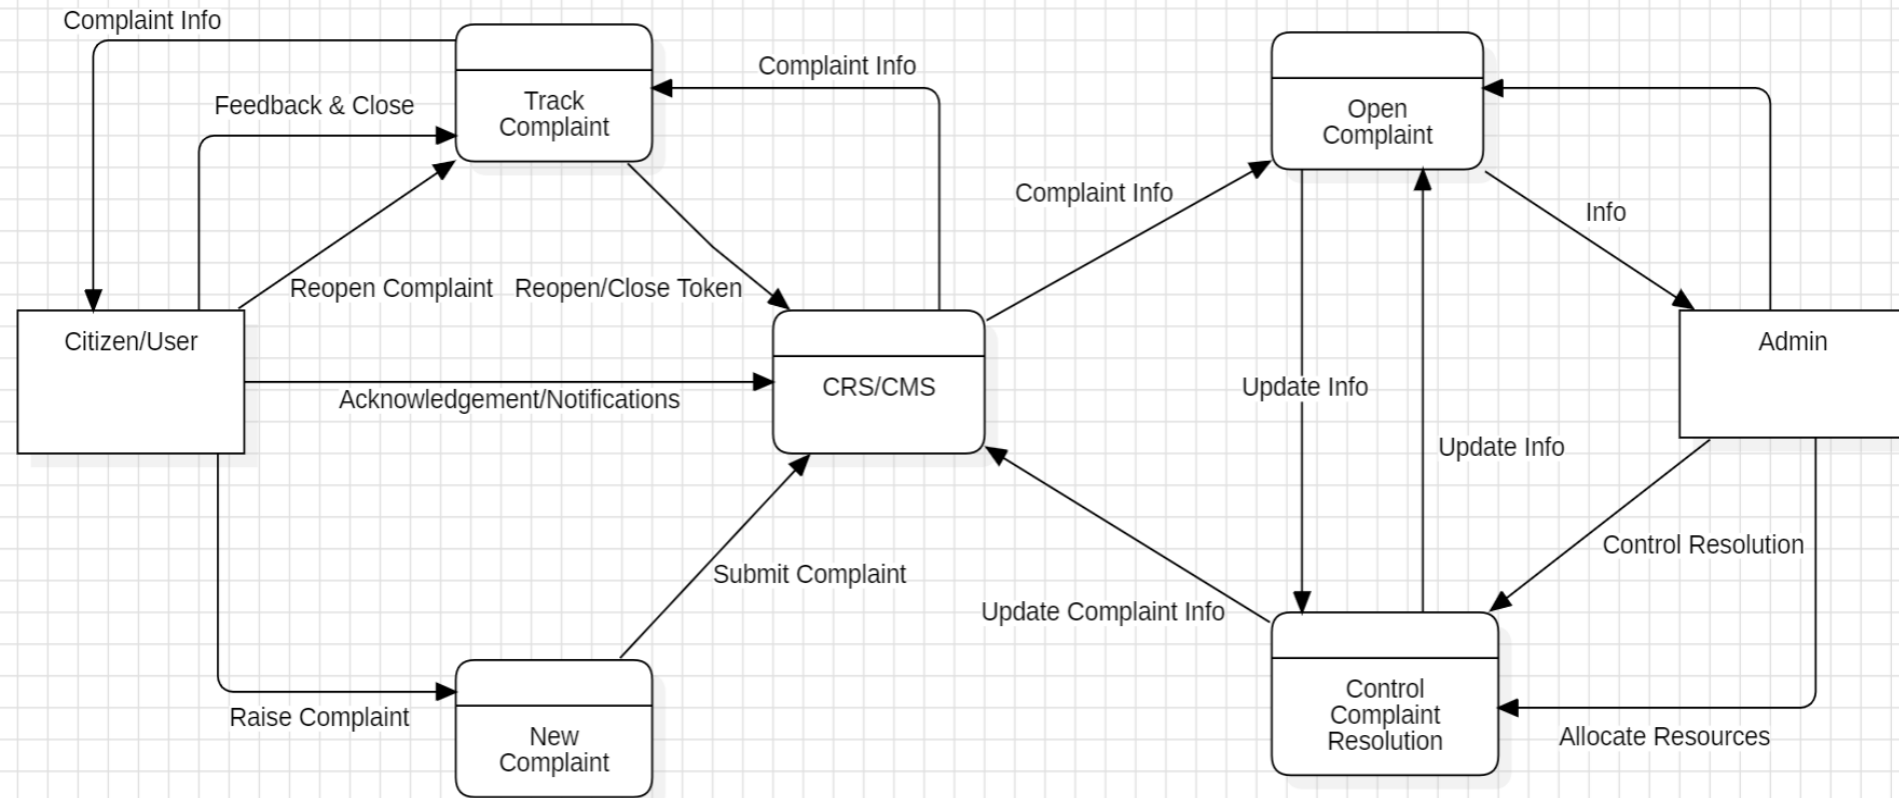 Complaint Info
Complaint Info
Feedback & Close
Track
Complaint
Open
Complaint
Complaint Info
Info
Reopen Complaint
Reopen/Close Token
Citizen/User
Admin
CRS/CMS
Update Info
Acknowledgement/Notifications
Update Info
Control Resolution
Submit Complaint
Update Complaint Info
Raise Complaint
New
Complaint
Control
Complaint
Resolution
Allocate Resources